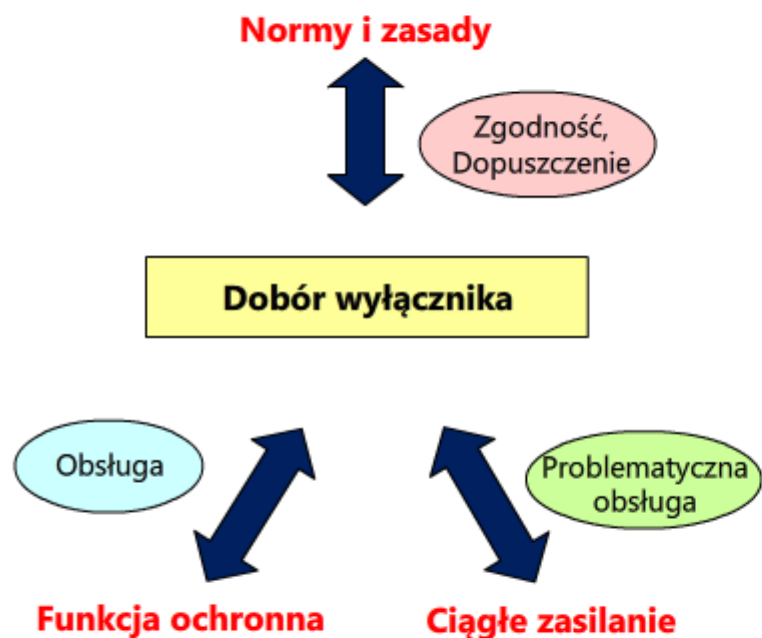 Normy i zasady
Zgodność,
Dopuszczenie
Dobór wyłącznika
Obsługa
Problematyczna
obsługa
Funkcja ochronna
Ciągłe zasilanie